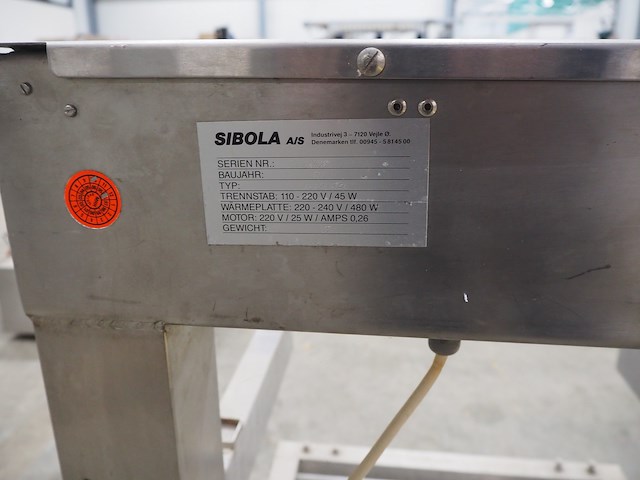 SIBOLA A/S
Industrivej 3 – 7120 Vejle Ø.
Denemarken tlf. 00945 - 5 8145 00
SERIEN NR.:
BAUJAHR:
TYP:
TRENNSTAB: 110 - 220 V / 45 W
WÄRMEPLATTE: 220 - 240 V / 480 W
MOTOR: 220 V / 25 W / AMPS 0,26
GEWICHT: